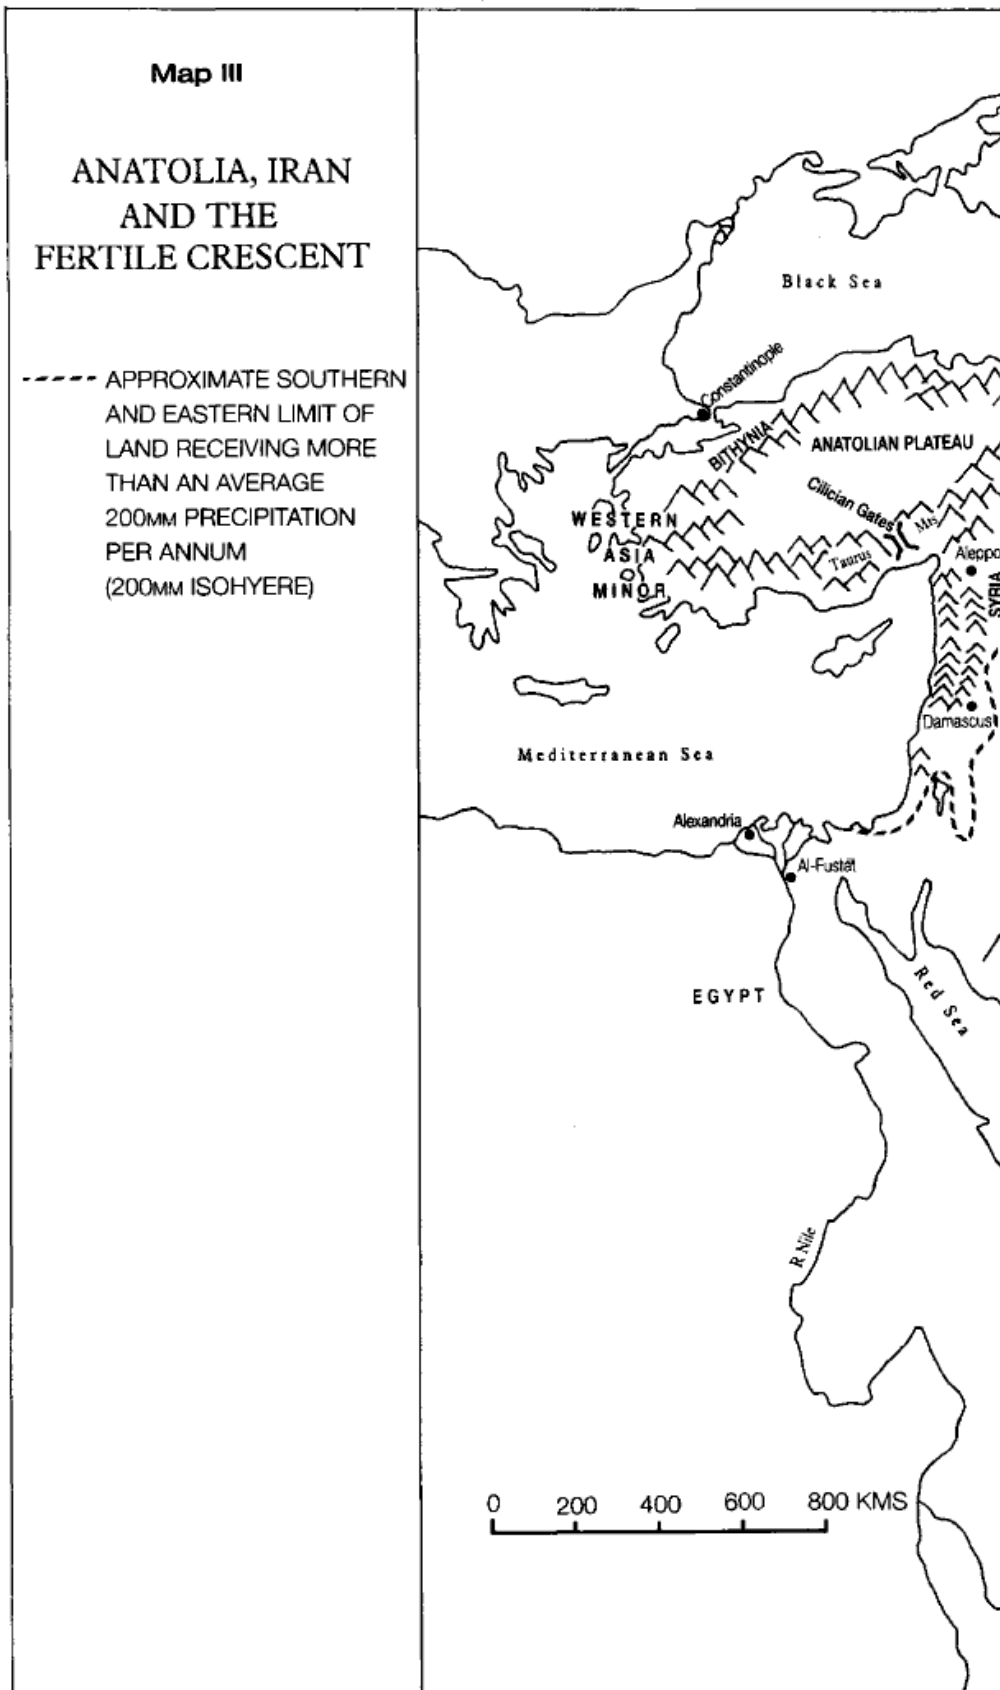 Map III
ANATOLIA, IRAN
AND THE
FERTILE CRESCENT
APPROXIMATE SOUTHERN
AND EASTERN LIMIT OF
LAND RECEIVING MORE
THAN AN AVERAGE
200MM PRECIPITATION
PER ANNUM
(200MM ISOHYERE)
Black Sea
Constantinople
BITHYNIA
ANATOLIAN PLATEAU
Cilician Gates
WESTERN
ASIA
MINOR
Taurus
Mts
Aleppo
SYRIA
Damascus
Mediterranean Sea
Alexandria
Al-Fustāt
EGYPT
Red Sea
R Nile
0 200 400 600 800 KMS